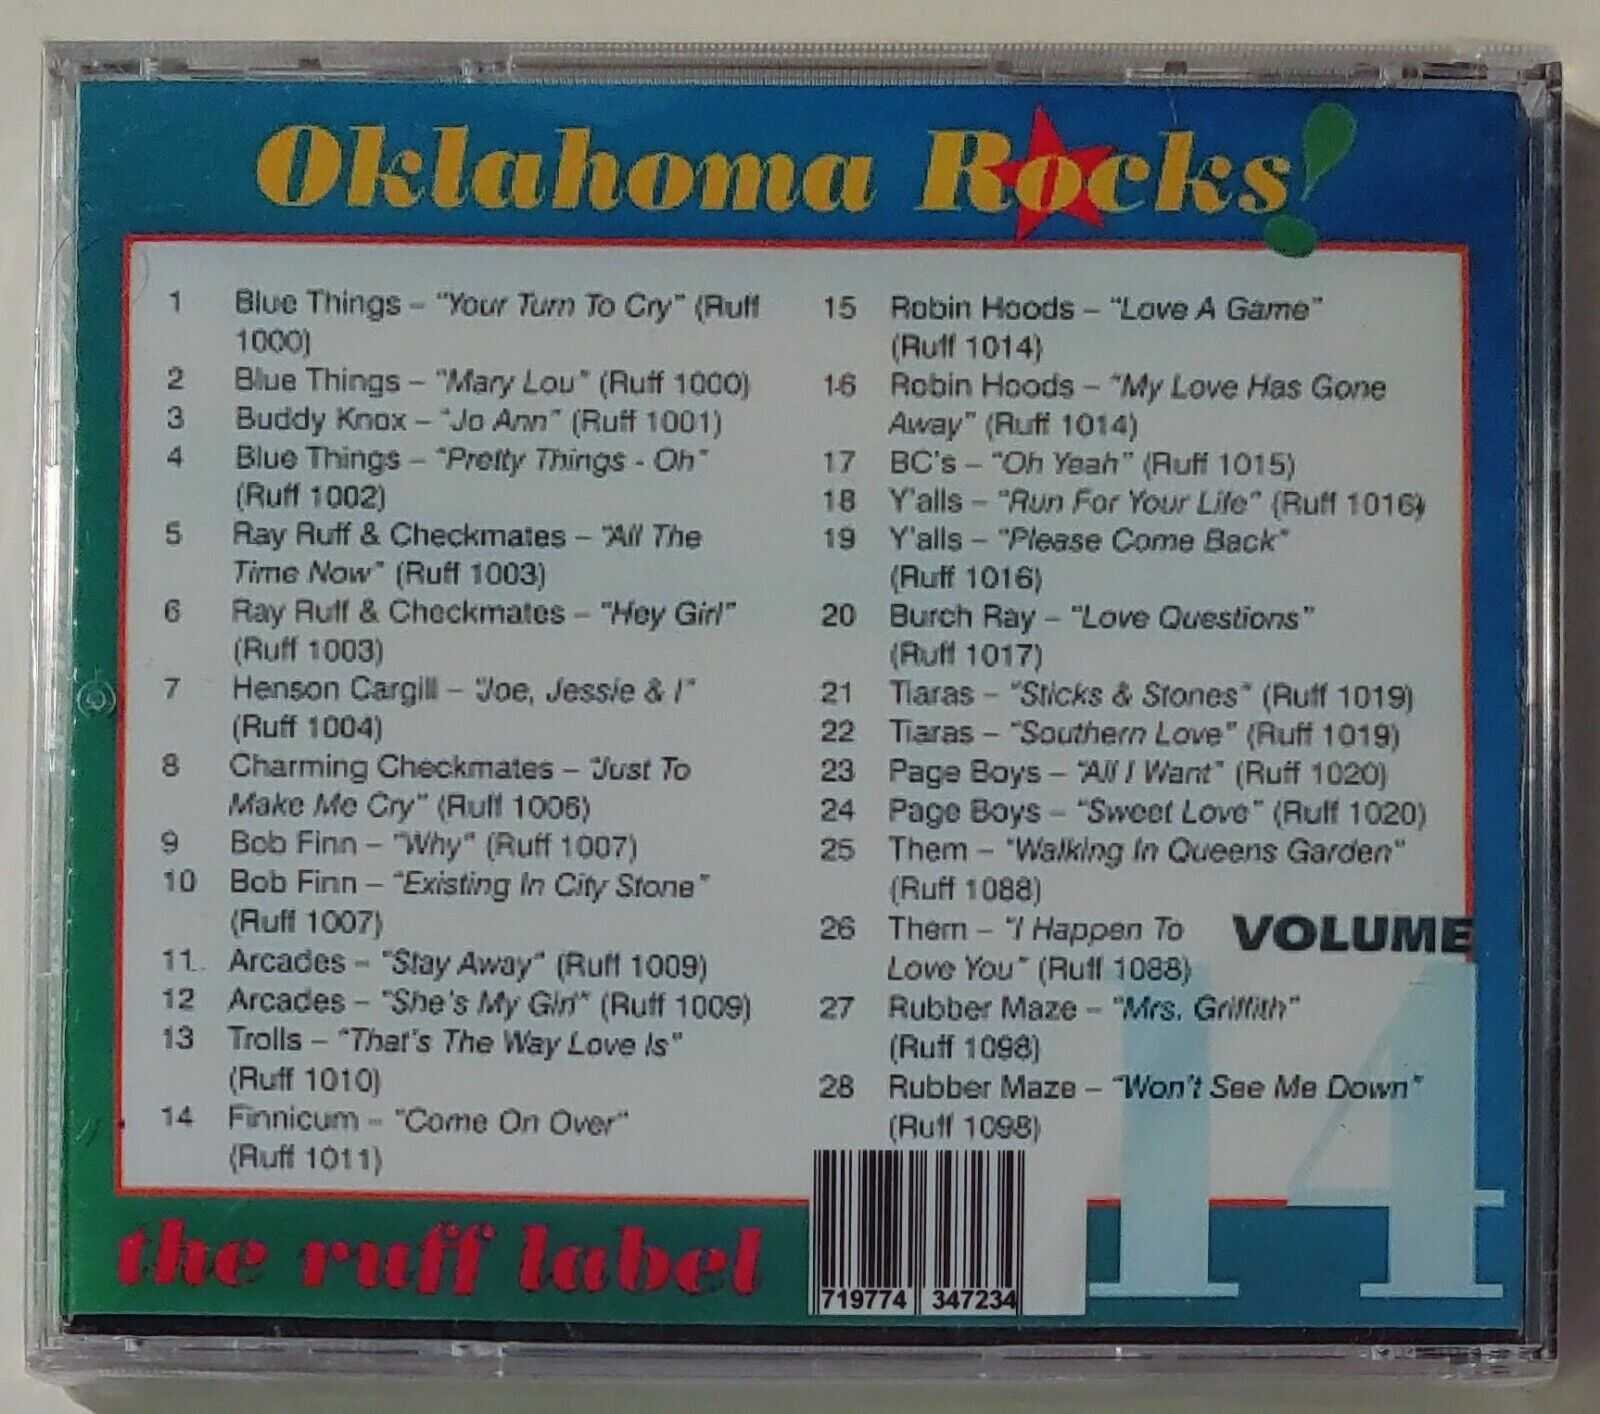 Oklahoma Rocks!
1 Blue Things – "Your Turn To Cry" (Ruff
1000)
2 Blue Things – "Mary Lou" (Ruff 1000)
3 Buddy Knox – "Jo Ann" (Ruff 1001)
4 Blue Things – "Pretty Things - Oh"
(Ruff 1002)
5 Ray Ruff & Checkmates – "All The
Time Now" (Ruff 1003)
6 Ray Ruff & Checkmates – "Hey Girl"
(Ruff 1003)
7 Henson Cargill – "Joe, Jessie & I"
(Ruff 1004)
8 Charming Checkmates – "Just To
Make Me Cry" (Ruff 1006)
9 Bob Finn – "Why" (Ruff 1007)
10 Bob Finn – "Existing In City Stone"
(Ruff 1007)
11 Arcades – "Stay Away" (Ruff 1009)
12 Arcades – "She's My Girl" (Ruff 1009)
13 Trolls – "That's The Way Love Is"
(Ruff 1010)
14 Finnicum – "Come On Over"
(Ruff 1011)
15 Robin Hoods – "Love A Game"
(Ruff 1014)
16 Robin Hoods – "My Love Has Gone
Away" (Ruff 1014)
17 BC's – "Oh Yeah" (Ruff 1015)
18 Y'alls – "Run For Your Life" (Ruff 1016)
19 Y'alls – "Please Come Back"
(Ruff 1016)
20 Burch Ray – "Love Questions"
(Ruff 1017)
21 Tiaras – "Sticks & Stones" (Ruff 1019)
22 Tiaras – "Southern Love" (Ruff 1019)
23 Page Boys – "All I Want" (Ruff 1020)
24 Page Boys – "Sweet Love" (Ruff 1020)
25 Them – "Walking In Queens Garden"
(Ruff 1088)
26 Them – "I Happen To
Love You" (Ruff 1088)
27 Rubber Maze – "Mrs. Griffith"
(Ruff 1098)
28 Rubber Maze – "Won't See Me Down"
(Ruff 1098)
VOLUME
14
the ruff label
719774 347234